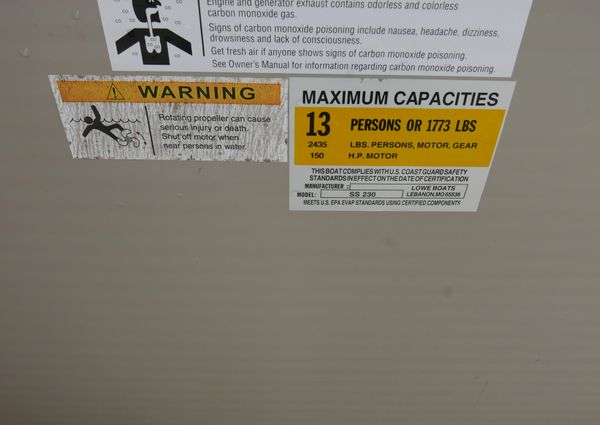 Engine and generator exhaust contains odorless and colorless
carbon monoxide gas.
Signs of carbon monoxide poisoning include nausea, headache, dizziness,
drowsiness and lack of consciousness.
Get fresh air if anyone shows signs of carbon monoxide poisoning.
See Owner's Manual for information regarding carbon monoxide poisoning.
WARNING
Rotating propeller can cause
serious injury or death.
Shut off motor when
near persons in water.
MAXIMUM CAPACITIES
13 PERSONS OR 1773 LBS
2435 LBS. PERSONS, MOTOR, GEAR
150 H.P. MOTOR
THIS BOAT COMPLIES WITH U.S. COAST GUARD SAFETY
STANDARDS IN EFFECT ON THE DATE OF CERTIFICATION
MANUFACTURER: LOWE BOATS
MODEL: SS 230 LEBANON, MO 65536
MEETS U.S. EPA EVAP STANDARDS USING CERTIFIED COMPONENTS